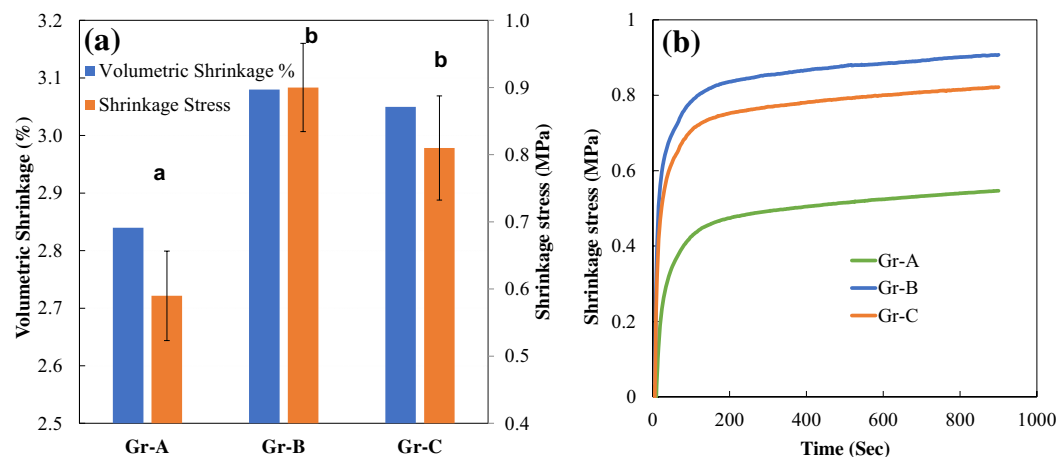 (a)
Volumetric Shrinkage %
Shrinkage Stress
a
b
b
3.2
3.1
3.0
2.9
2.8
2.7
2.6
2.5
Volumetric Shrinkage (%)
1.0
0.9
0.8
0.7
0.6
0.5
0.4
Shrinkage stress (MPa)
Gr-A Gr-B Gr-C
(b)
1
0.8
0.6
0.4
0.2
0
Shrinkage stress (MPa)
Gr-A
Gr-B
Gr-C
0 200 400 600 800 1000
Time (Sec)